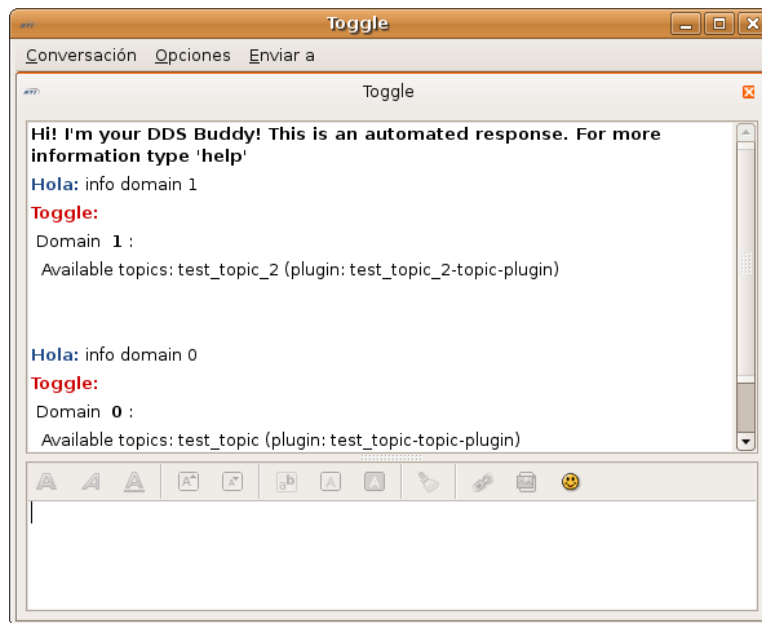 Toggle
Conversación Opciones Enviar a
Toggle
Hi! I'm your DDS Buddy! This is an automated response. For more
information type 'help'
Hola: info domain 1
Toggle:
Domain 1 :
Available topics: test_topic_2 (plugin: test_topic_2-topic-plugin)
Hola: info domain 0
Toggle:
Domain 0 :
Available topics: test_topic (plugin: test_topic-topic-plugin)